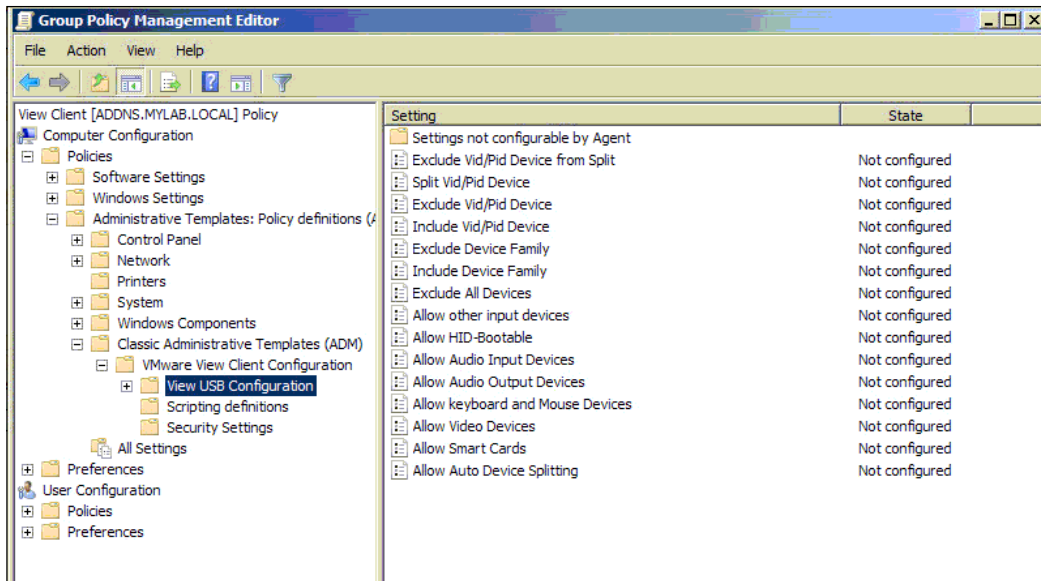 Group Policy Management Editor
File Action View Help
View Client [ADDNS.MYLAB.LOCAL] Policy
Computer Configuration
Policies
Software Settings
Windows Settings
Administrative Templates: Policy definitions (A
Control Panel
Network
Printers
System
Windows Components
Classic Administrative Templates (ADM)
VMware View Client Configuration
View USB Configuration
Scripting definitions
Security Settings
All Settings
Preferences
User Configuration
Policies
Preferences
Setting State
Settings not configurable by Agent
Exclude Vid/Pid Device from Split Not configured
Split Vid/Pid Device Not configured
Exclude Vid/Pid Device Not configured
Include Vid/Pid Device Not configured
Exclude Device Family Not configured
Include Device Family Not configured
Exclude All Devices Not configured
Allow other input devices Not configured
Allow HID-Bootable Not configured
Allow Audio Input Devices Not configured
Allow Audio Output Devices Not configured
Allow keyboard and Mouse Devices Not configured
Allow Video Devices Not configured
Allow Smart Cards Not configured
Allow Auto Device Splitting Not configured